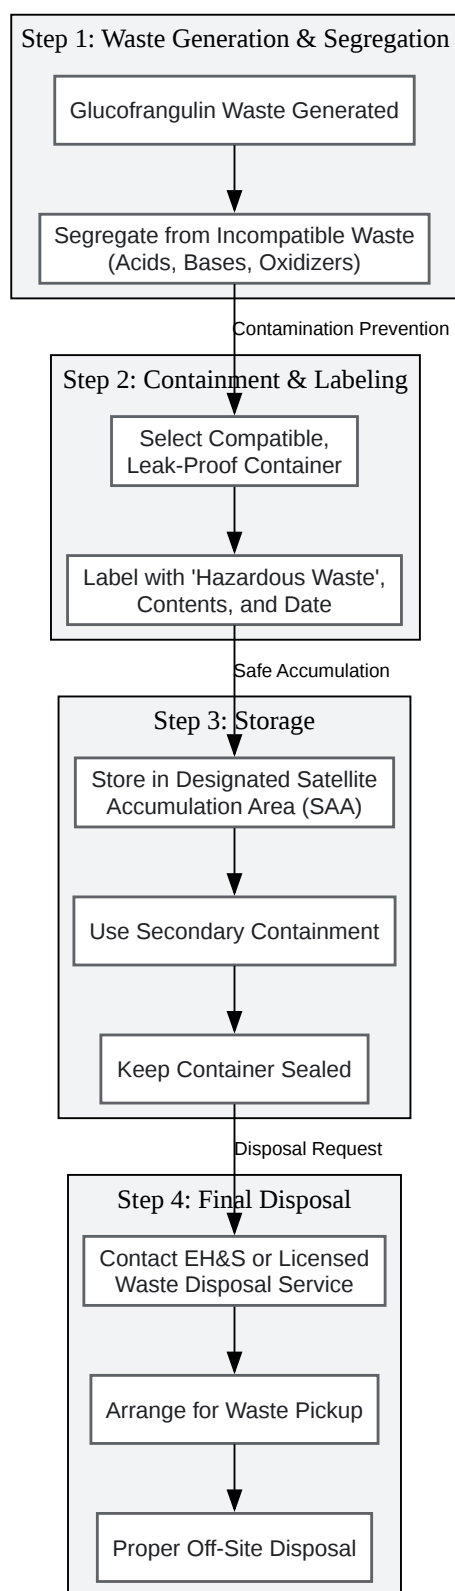 Step 1: Waste Generation & Segregation
Glucofrangulin Waste Generated
Segregate from Incompatible Waste
(Acids, Bases, Oxidizers)
Contamination Prevention
Step 2: Containment & Labeling
Select Compatible,
Leak-Proof Container
Label with 'Hazardous Waste',
Contents, and Date
Safe Accumulation
Step 3: Storage
Store in Designated Satellite
Accumulation Area (SAA)
Use Secondary Containment
Keep Container Sealed
Disposal Request
Step 4: Final Disposal
Contact EH&S or Licensed
Waste Disposal Service
Arrange for Waste Pickup
Proper Off-Site Disposal